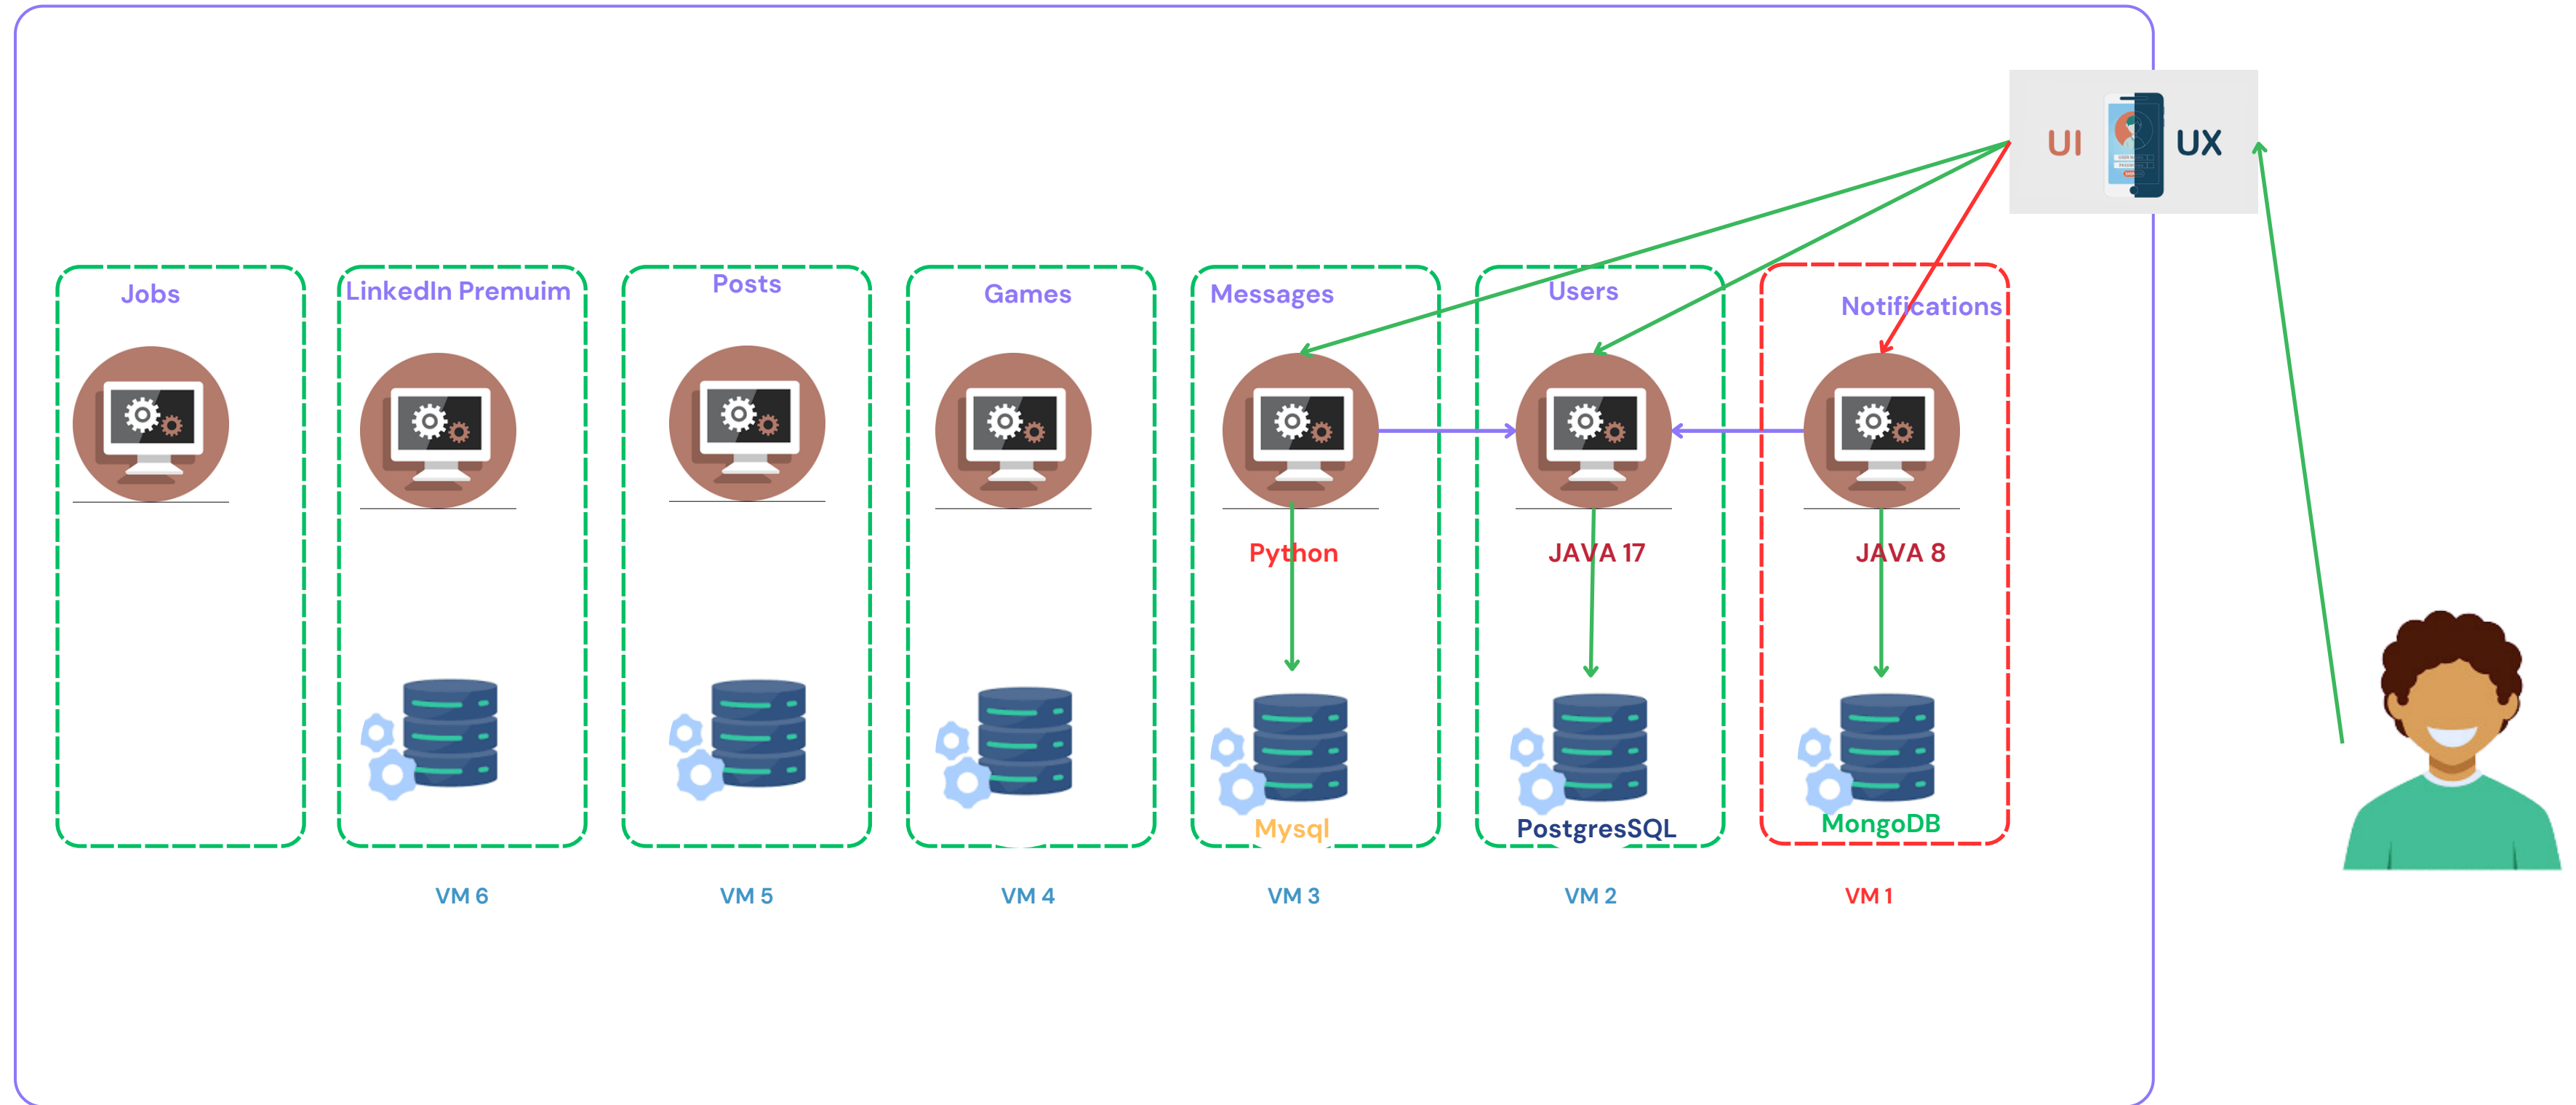 UI UX
Jobs
LinkedIn Premuim
Posts
Games
Messages
Users
Notifications
Python
JAVA 17
JAVA 8
Mysql
PostgresSQL
MongoDB
VM 6
VM 5
VM 4
VM 3
VM 2
VM 1